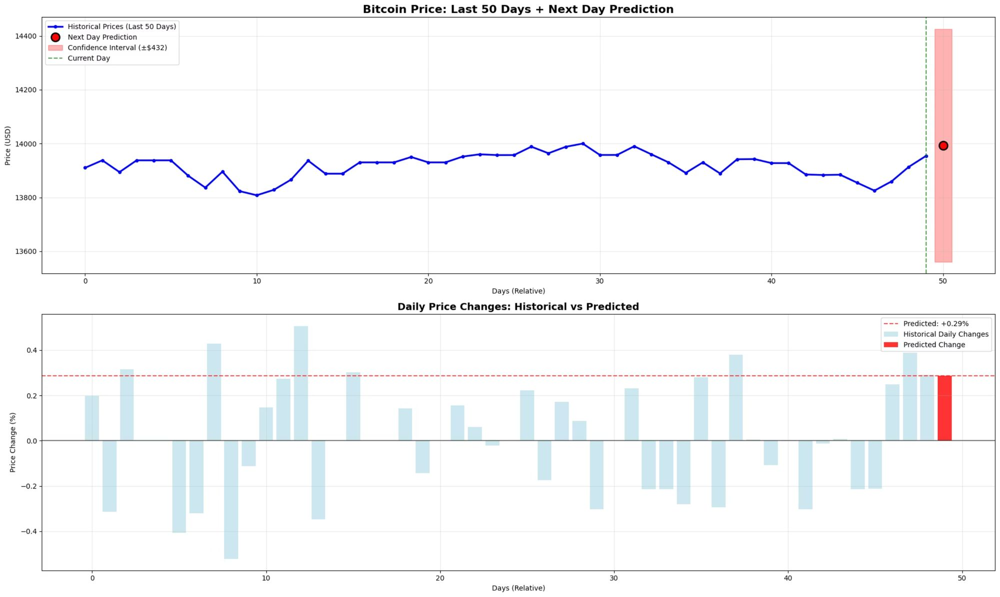 Bitcoin Price: Last 50 Days + Next Day Prediction
Historical Prices (Last 50 Days)
Next Day Prediction
Confidence Interval (±$432)
Current Day
14400
14200
14000
13800
13600
Price (USD)
0 10 20 30 40 50
Days (Relative)
Daily Price Changes: Historical vs Predicted
Predicted: +0.29%
Historical Daily Changes
Predicted Change
0.4
0.2
0.0
−0.2
−0.4
Price Change (%)
0 10 20 30 40 50
Days (Relative)